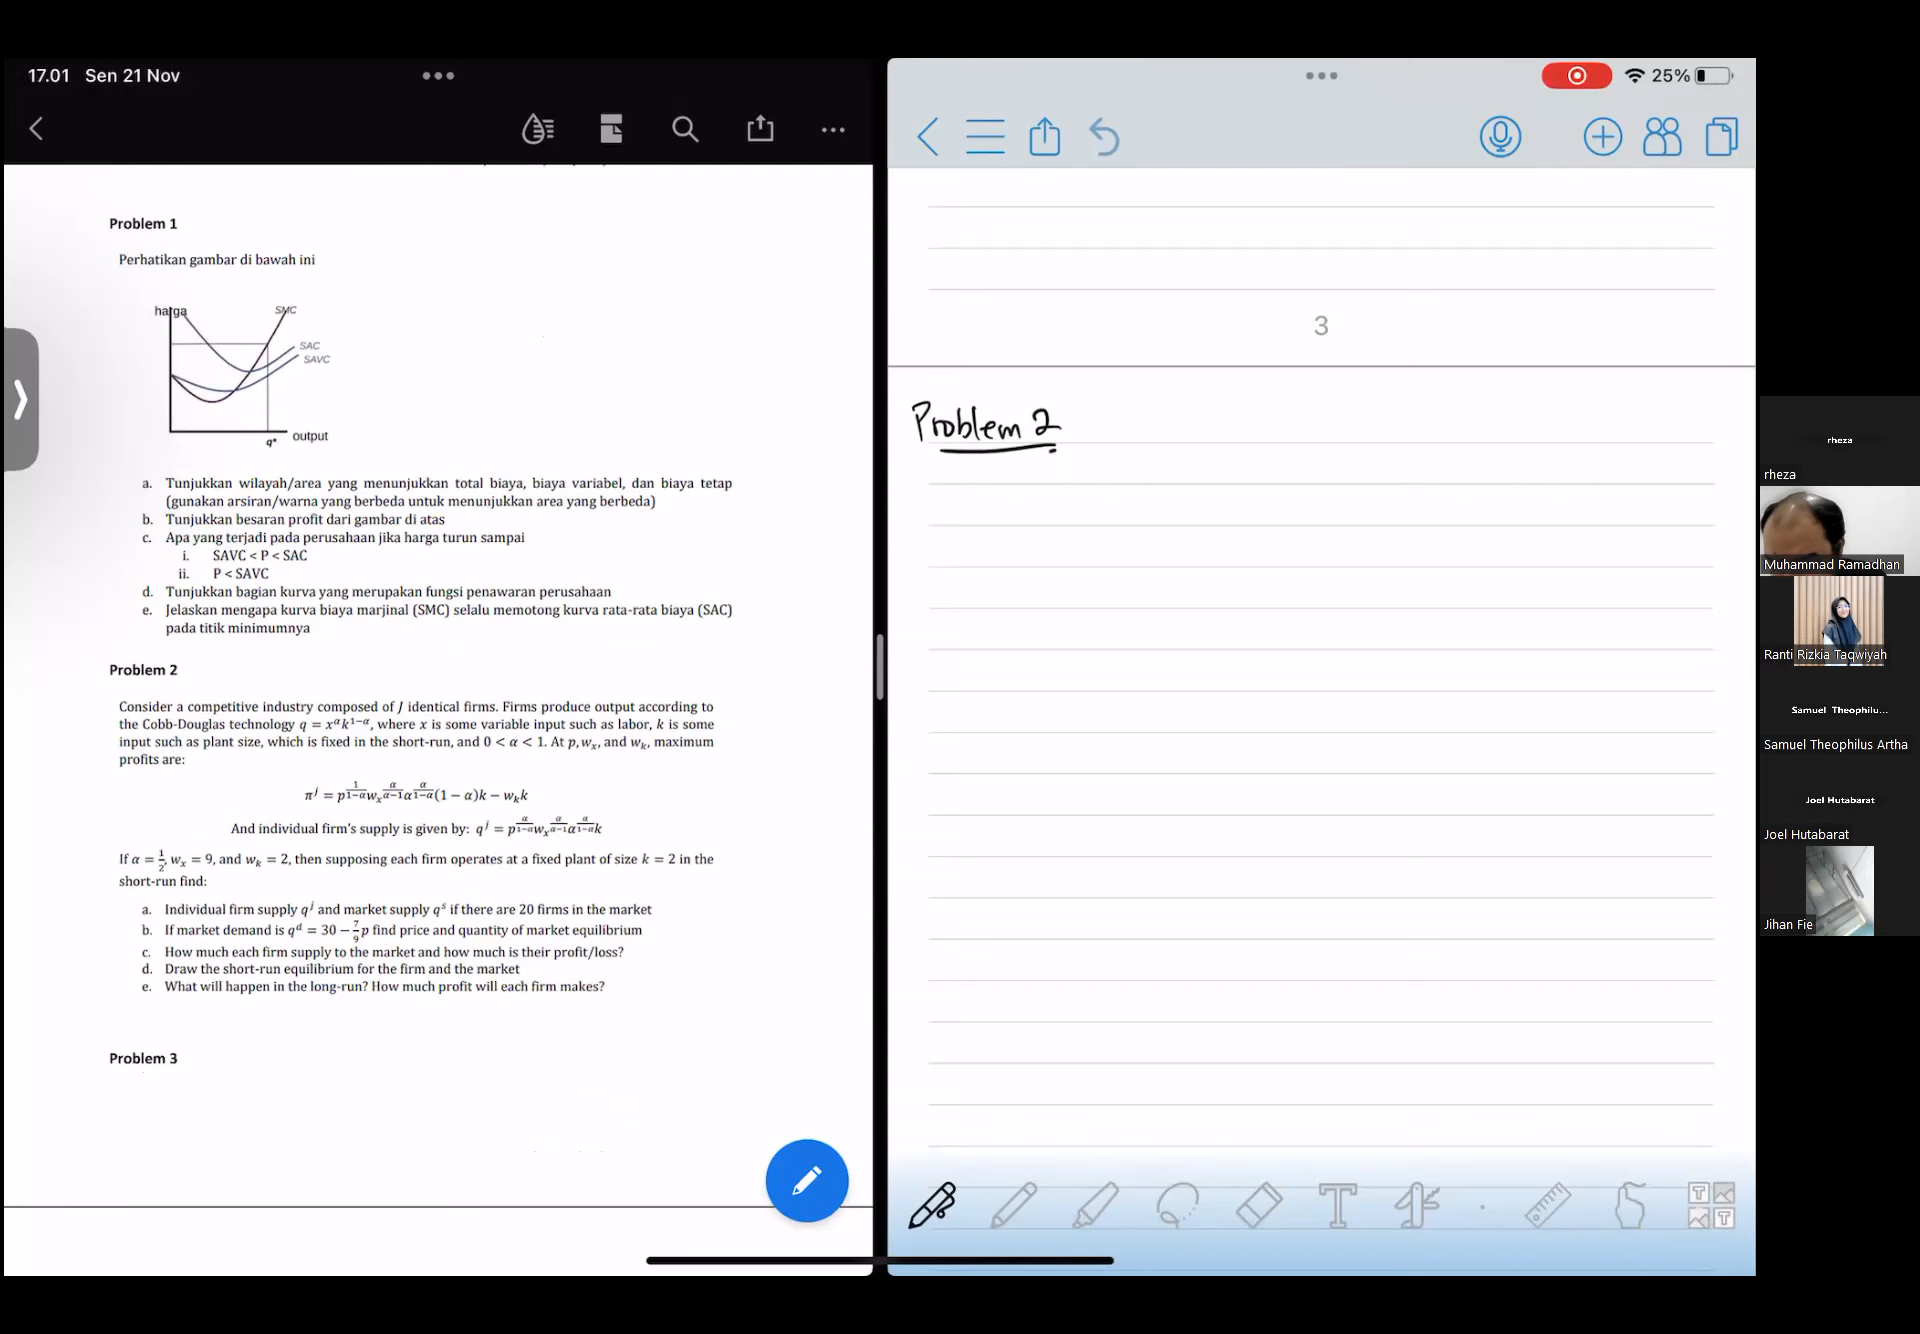 17.01 Sen 21 Nov
25%
Problem 1
Perhatikan gambar di bawah ini
harga
SMC
SAC
SAVC
q*
output
a. Tunjukkan wilayah/area yang menunjukkan total biaya, biaya variabel, dan biaya tetap
(gunakan arsiran/warna yang berbeda untuk menunjukkan area yang berbeda)
b. Tunjukkan besaran profit dari gambar di atas
c. Apa yang terjadi pada perusahaan jika harga turun sampai
i. SAVC < P < SAC
ii. P < SAVC
d. Tunjukkan bagian kurva yang merupakan fungsi penawaran perusahaan
e. Jelaskan mengapa kurva biaya marjinal (SMC) selalu memotong kurva rata-rata biaya (SAC)
pada titik minimumnya
Problem 2
Consider a competitive industry composed of J identical firms. Firms produce output according to
the Cobb-Douglas technology q = x^α k^{1−α}, where x is some variable input such as labor, k is some
input such as plant size, which is fixed in the short-run, and 0 < α < 1. At p, w_x, and w_k, maximum
profits are:
π^j = p^{1/(1−α)} w_x^{α/(α−1)} α^{α/(1−α)} (1 − α)k − w_k k
And individual firm's supply is given by: q^j = p^{α/(1−α)} w_x^{α/(α−1)} α^{α/(1−α)} k
If α = 1/2, w_x = 9, and w_k = 2, then supposing each firm operates at a fixed plant of size k = 2 in the
short-run find:
a. Individual firm supply q^j and market supply q^s if there are 20 firms in the market
b. If market demand is q^d = 30 − 7/9 p find price and quantity of market equilibrium
c. How much each firm supply to the market and how much is their profit/loss?
d. Draw the short-run equilibrium for the firm and the market
e. What will happen in the long-run? How much profit will each firm makes?
Problem 3
3
Problem 2
rheza
rheza
Muhammad Ramadhan
Ranti Rizkia Taqwiyah
Samuel Theophilu...
Samuel Theophilus Artha
Joel Hutabarat
Joel Hutabarat
Jihan Fie